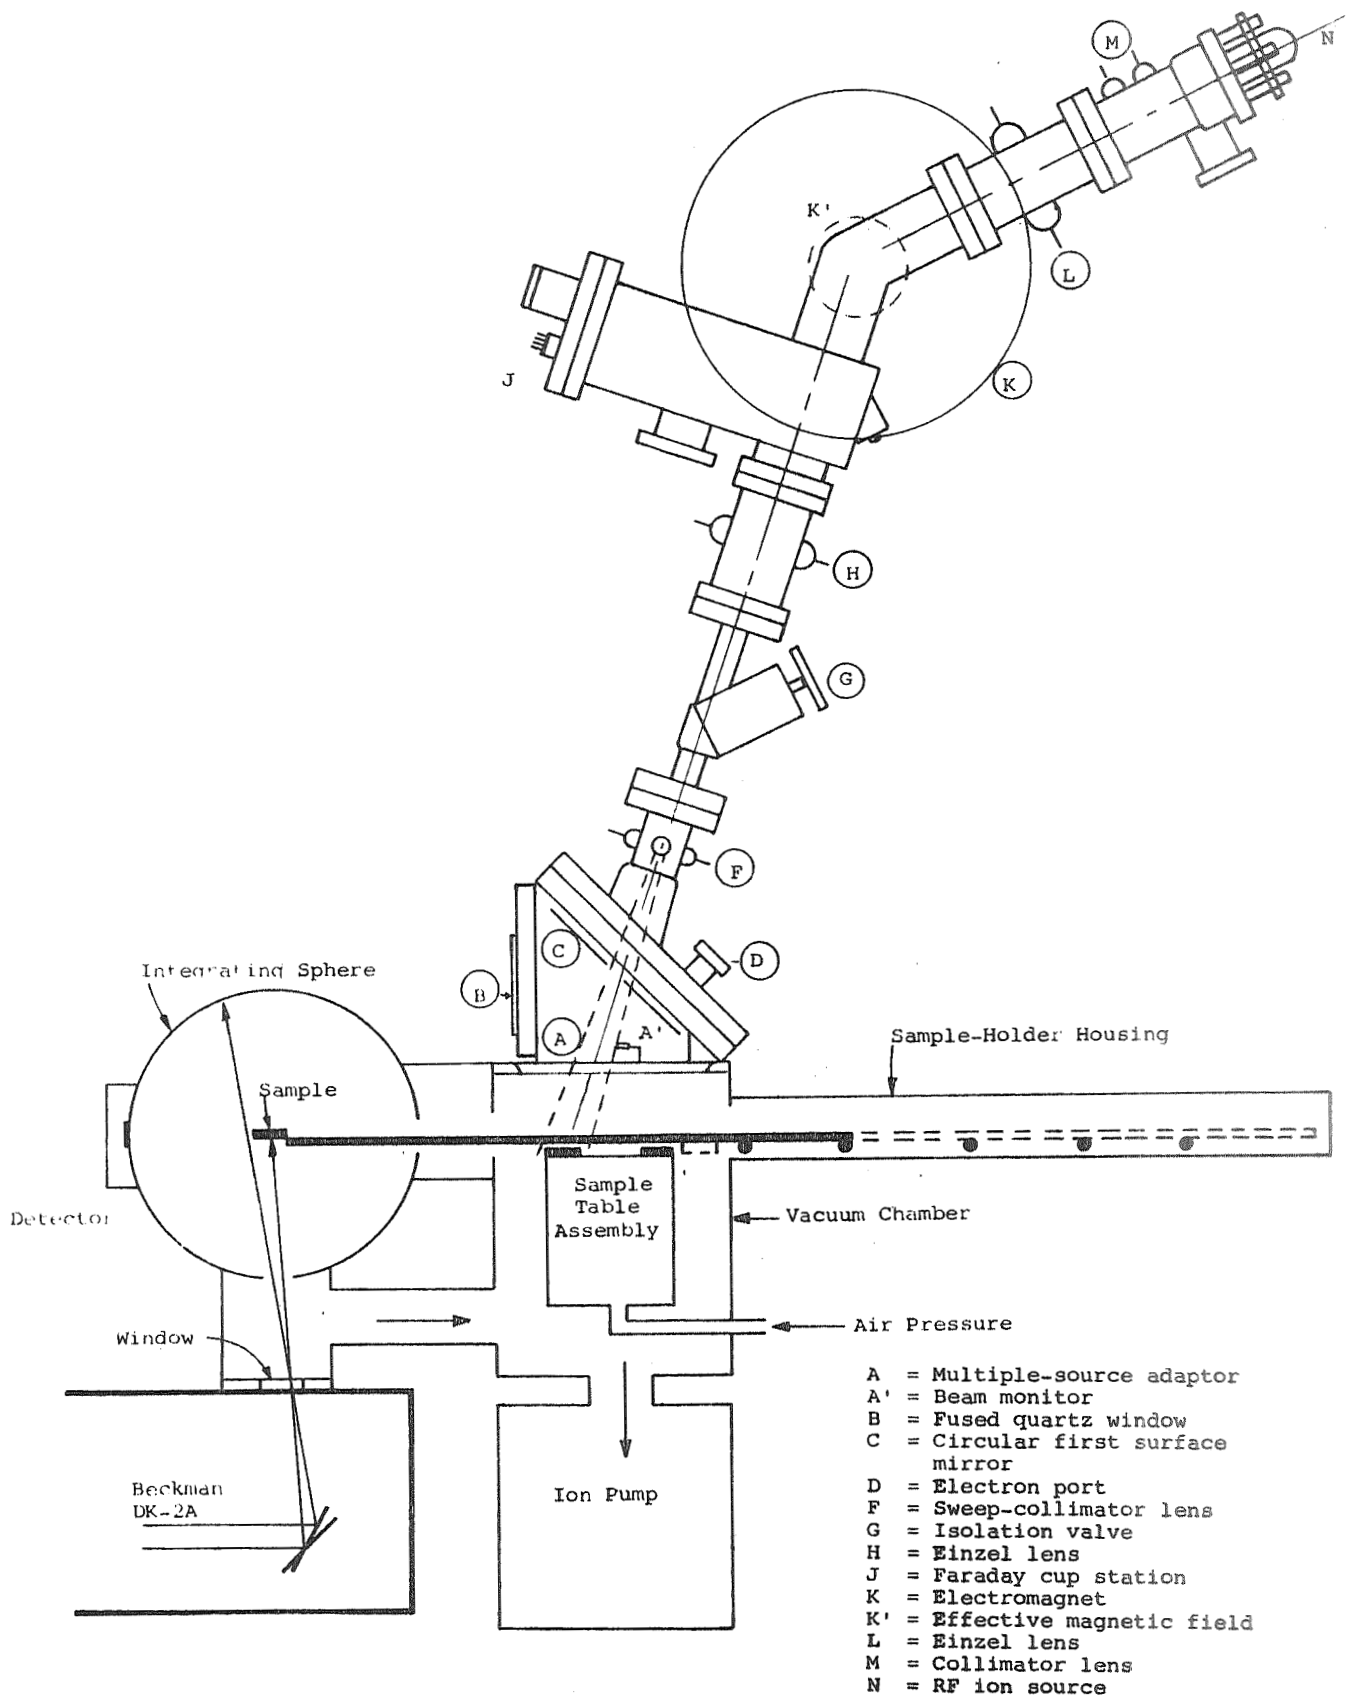 M
N
K'
L
K
J
H
G
F
C
D
B
A
A'
Integrating Sphere
Sample-Holder Housing
Sample
Sample
Table
Assembly
Detector
Vacuum Chamber
Window
Air Pressure
Beckman
DK-2A
Ion Pump
A = Multiple-source adaptor
A' = Beam monitor
B = Fused quartz window
C = Circular first surface
mirror
D = Electron port
F = Sweep-collimator lens
G = Isolation valve
H = Einzel lens
J = Faraday cup station
K = Electromagnet
K' = Effective magnetic field
L = Einzel lens
M = Collimator lens
N = RF ion source